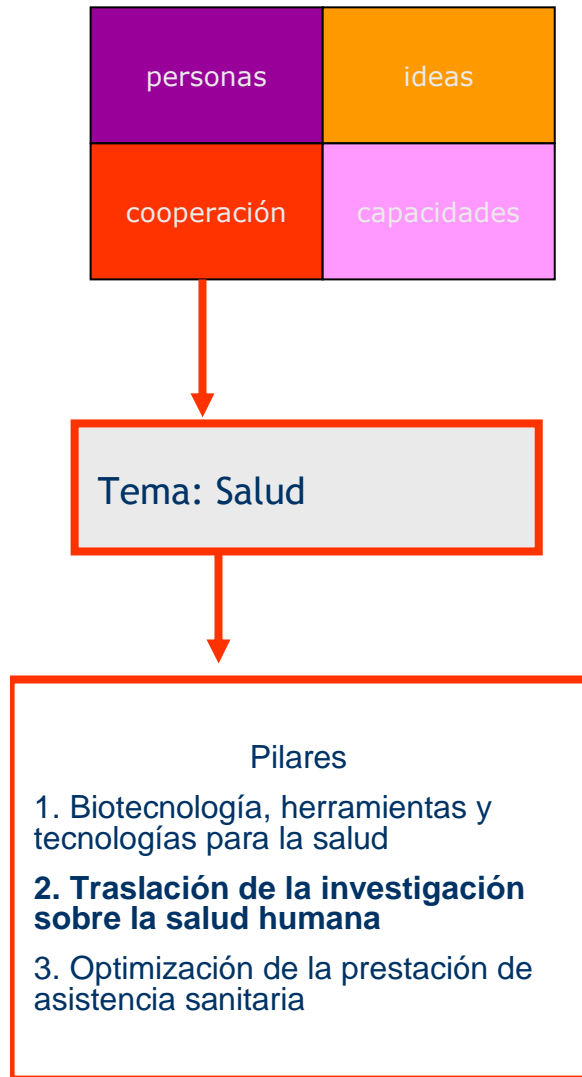 personas
ideas
cooperación
capacidades
Tema: Salud
Pilares
1. Biotecnología, herramientas y
tecnologías para la salud
2. Traslación de la investigación
sobre la salud humana
3. Optimización de la prestación de
asistencia sanitaria